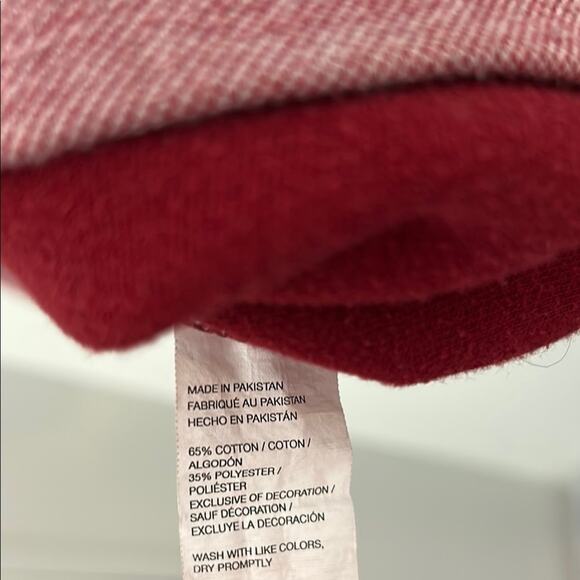 MADE IN PAKISTAN
FABRIQUÉ AU PAKISTAN
HECHO EN PAKISTÁN
65% COTTON / COTON /
ALGODÓN
35% POLYESTER /
POLIÉSTER
EXCLUSIVE OF DECORATION /
SAUF DÉCORATION /
EXCLUYE LA DECORACIÓN
WASH WITH LIKE COLORS,
DRY PROMPTLY